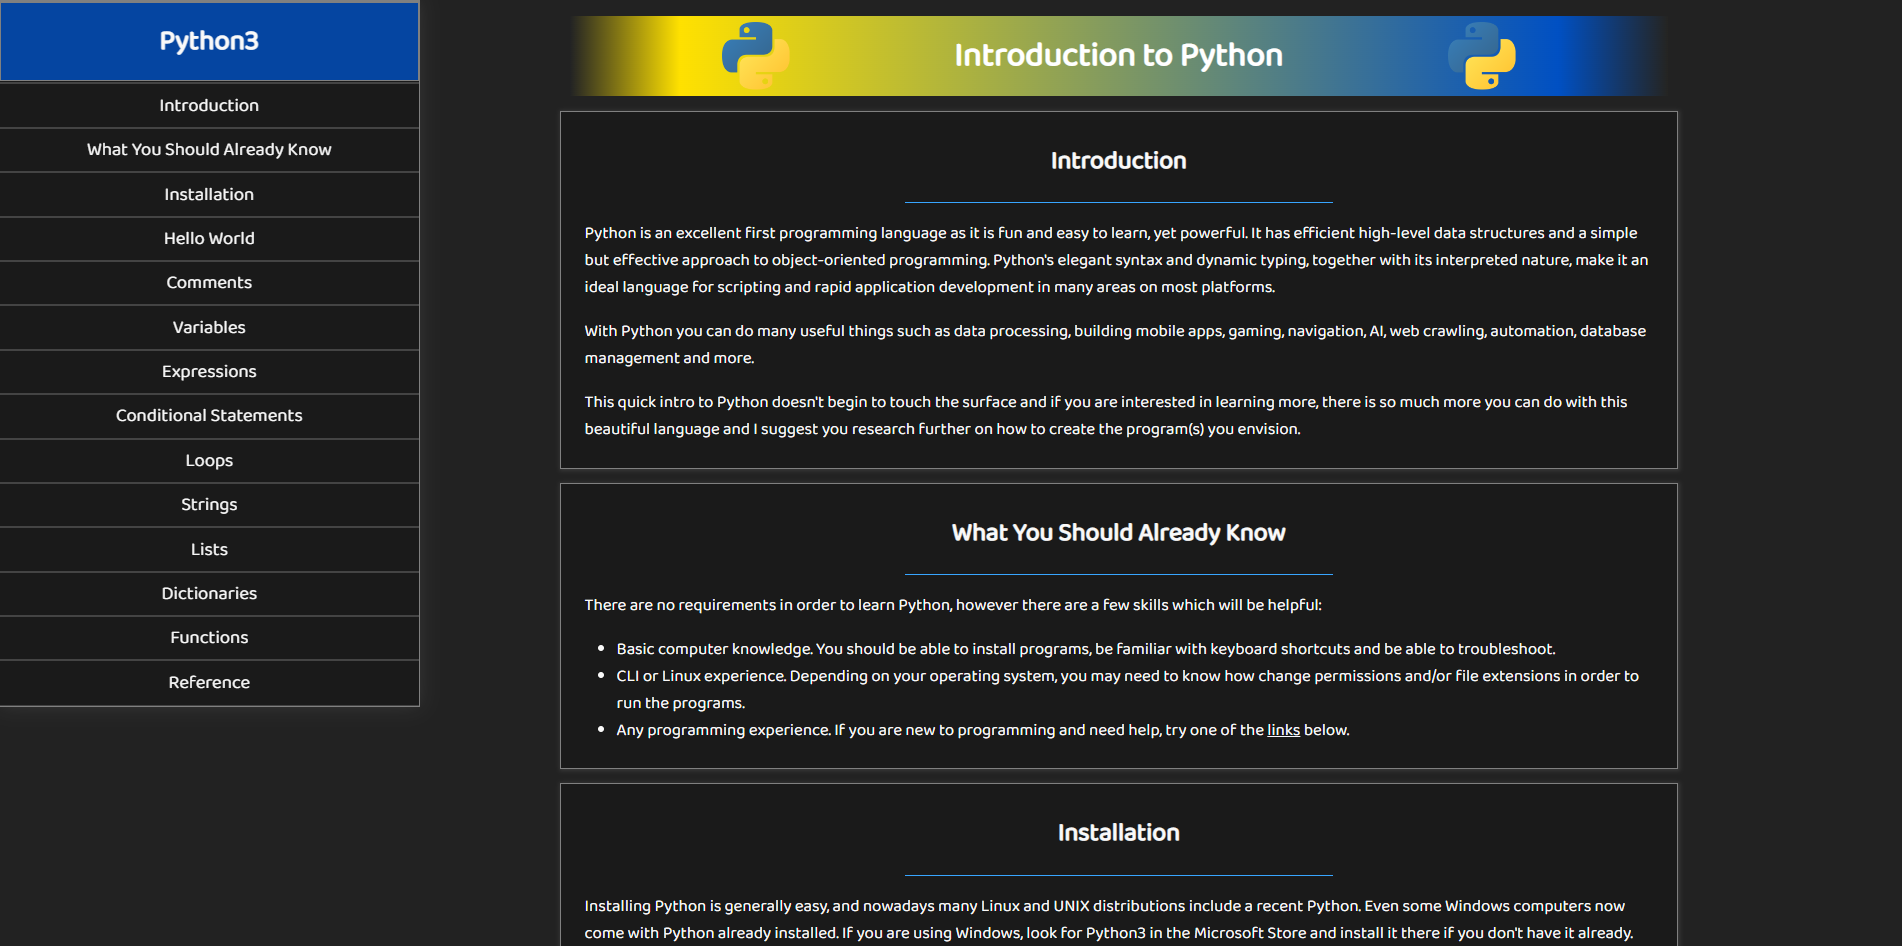 Python3
Introduction
What You Should Already Know
Installation
Hello World
Comments
Variables
Expressions
Conditional Statements
Loops
Strings
Lists
Dictionaries
Functions
Reference
Introduction to Python
Introduction
Python is an excellent first programming language as it is fun and easy to learn, yet powerful. It has efficient high-level data structures and a simple
but effective approach to object-oriented programming. Python's elegant syntax and dynamic typing, together with its interpreted nature, make it an
ideal language for scripting and rapid application development in many areas on most platforms.
With Python you can do many useful things such as data processing, building mobile apps, gaming, navigation, AI, web crawling, automation, database
management and more.
This quick intro to Python doesn't begin to touch the surface and if you are interested in learning more, there is so much more you can do with this
beautiful language and I suggest you research further on how to create the program(s) you envision.
What You Should Already Know
There are no requirements in order to learn Python, however there are a few skills which will be helpful:
• Basic computer knowledge. You should be able to install programs, be familiar with keyboard shortcuts and be able to troubleshoot.
• CLI or Linux experience. Depending on your operating system, you may need to know how change permissions and/or file extensions in order to
run the programs.
• Any programming experience. If you are new to programming and need help, try one of the links below.
Installation
Installing Python is generally easy, and nowadays many Linux and UNIX distributions include a recent Python. Even some Windows computers now
come with Python already installed. If you are using Windows, look for Python3 in the Microsoft Store and install it there if you don't have it already.